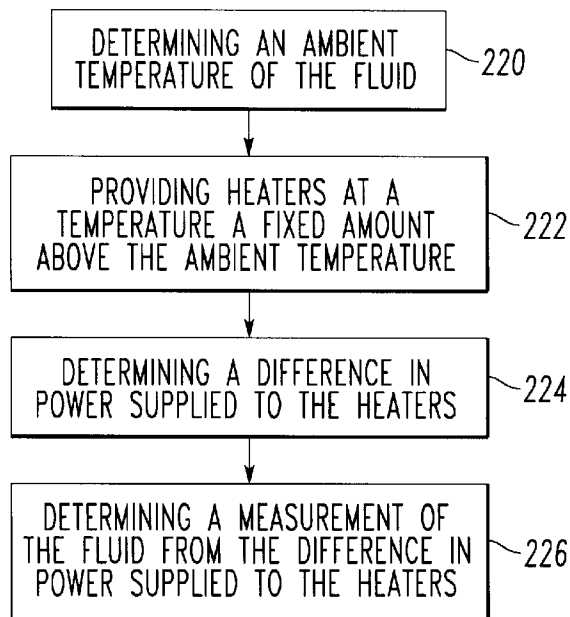 DETERMINING AN AMBIENT
TEMPERATURE OF THE FLUID
220
PROVIDING HEATERS AT A
TEMPERATURE A FIXED AMOUNT
ABOVE THE AMBIENT TEMPERATURE
222
DETERMINING A DIFFERENCE IN
POWER SUPPLIED TO THE HEATERS
224
DETERMINING A MEASUREMENT OF
THE FLUID FROM THE DIFFERENCE IN
POWER SUPPLIED TO THE HEATERS
226